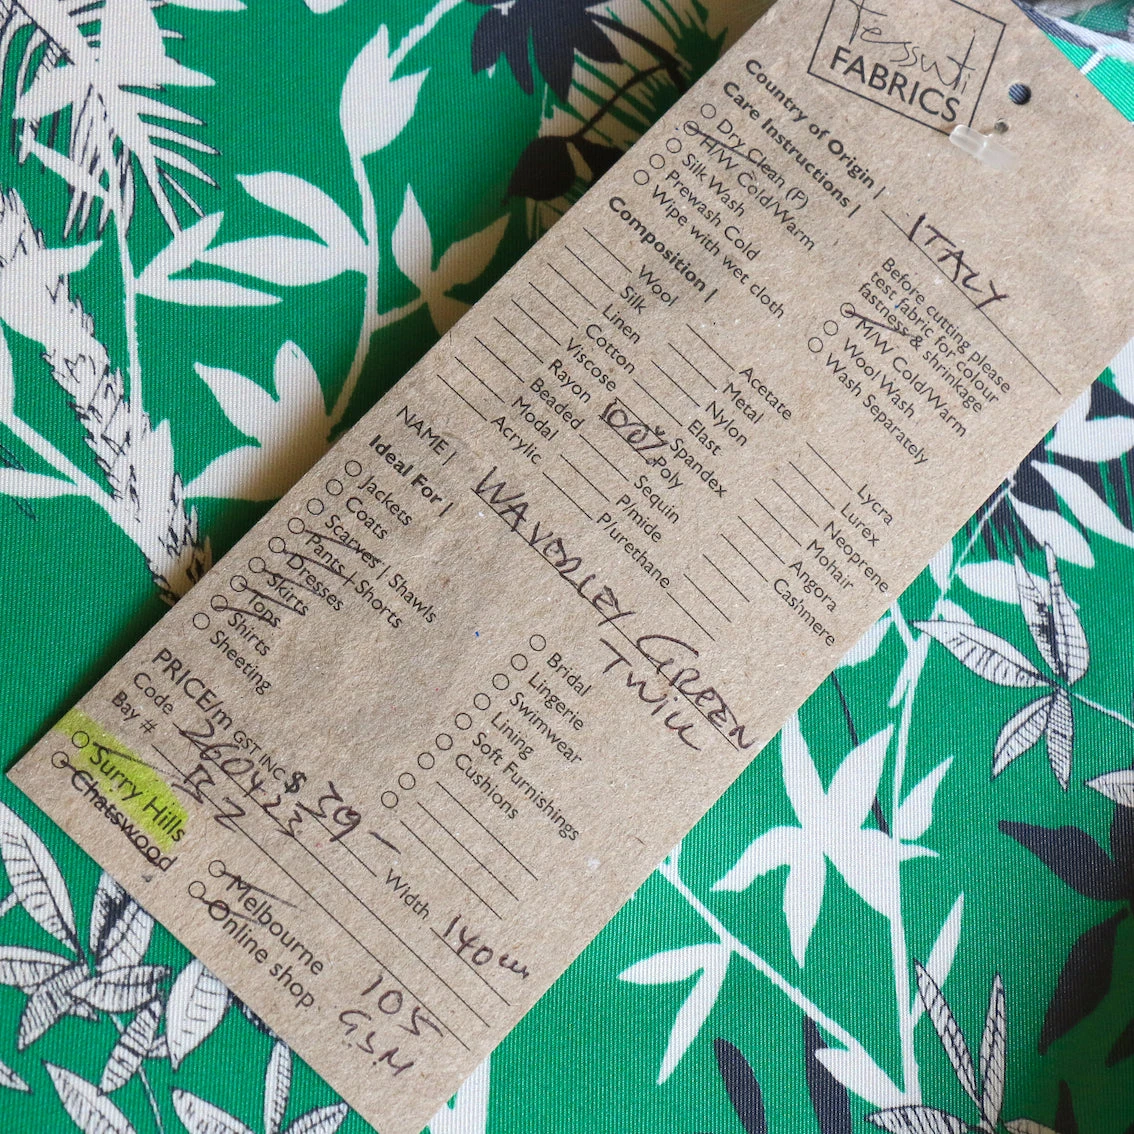 Tessuti
FABRICS
Country of Origin | ITALY
Care Instructions |
Dry Clean (P)
H/W Cold/Warm
Silk Wash
Prewash Cold
Wipe with wet cloth
Before cutting please
test fabric for colour
fastness & shrinkage
M/W Cold/Warm
Wool Wash
Wash Separately
Composition |
Wool
Silk
Linen
Cotton
Viscose
Rayon
Beaded
Modal
Acrylic
Acetate
Metal
Nylon
Elast
Spandex
100% Poly
Sequin
P/mide
P/urethane
Lycra
Lurex
Neoprene
Mohair
Angora
Cashmere
NAME | WAVORLEY GREEN
TWILL
Ideal For |
Jackets
Coats
Scarves | Shawls
Pants | Shorts
Dresses
Skirts
Tops
Shirts
Sheeting
Bridal
Lingerie
Swimwear
Lining
Soft Furnishings
Cushions
PRICE/m GST INC $ 39-
Width 140cm
Code 260423
Bay # BZ
105
G.S.M
Surry Hills
Chatswood
Melbourne
Online shop